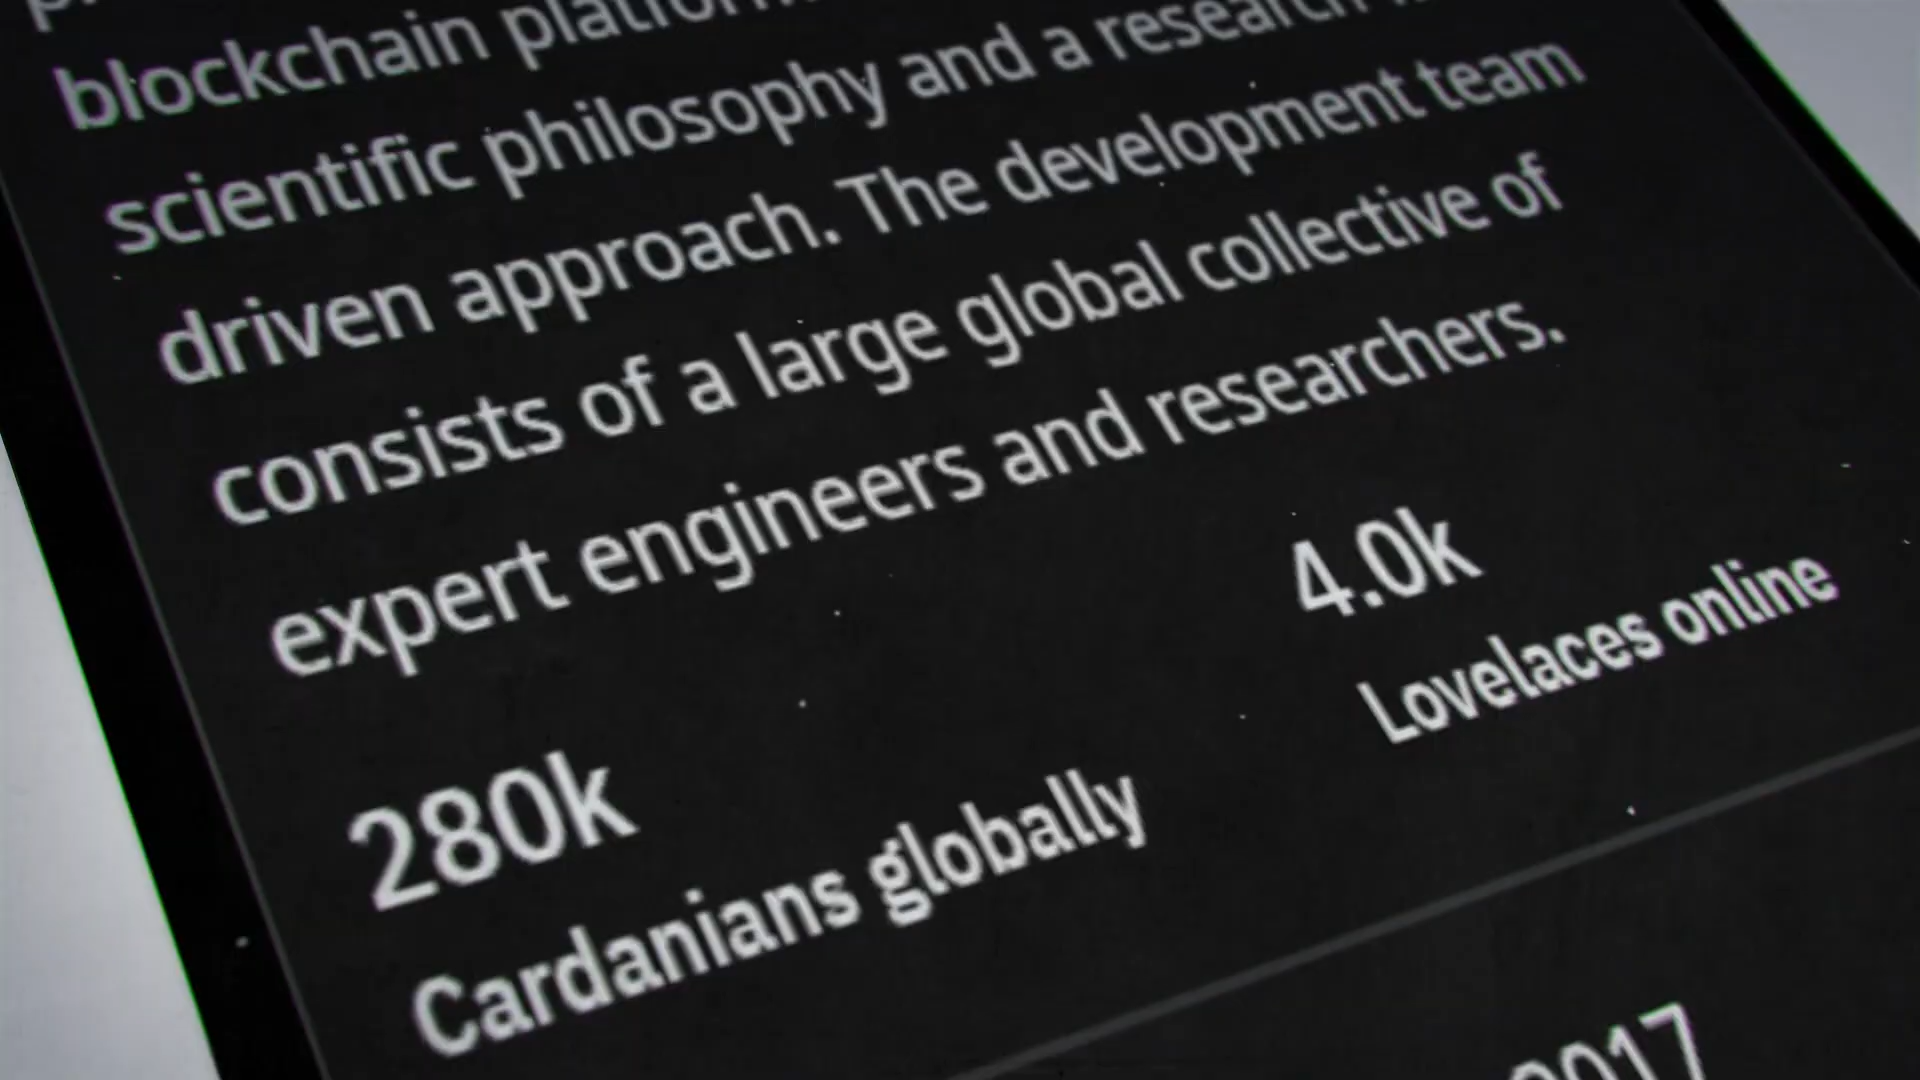 blockchain platform
scientific philosophy and a research
driven approach. The development team
consists of a large global collective of
expert engineers and researchers.
280k
Cardanians globally
4.0k
Lovelaces online
2017